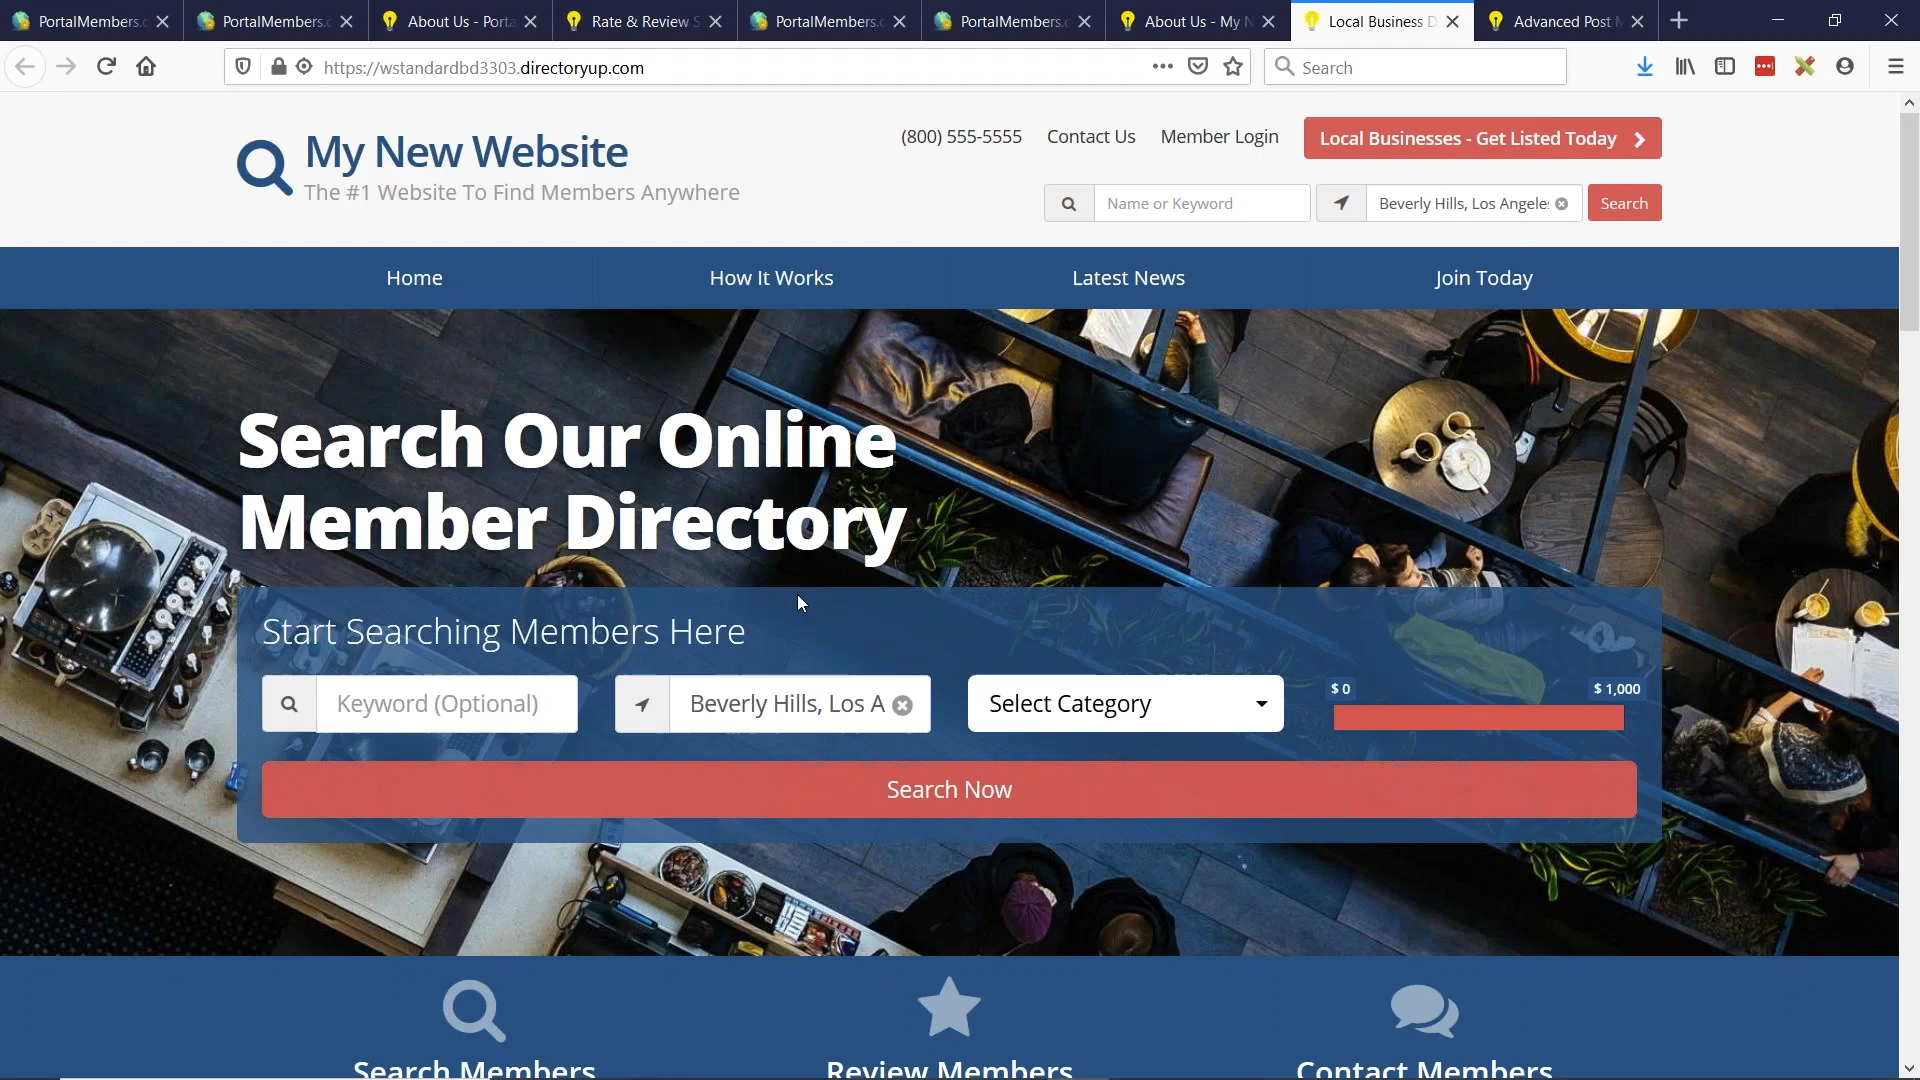 PortalMembers.c
PortalMembers.c
About Us - Porta
Rate & Review S
PortalMembers.c
PortalMembers.c
About Us - My N
Local Business D
Advanced Post M
https://wstandardbd3303.directoryup.com
Search
My New Website
The #1 Website To Find Members Anywhere
(800) 555-5555
Contact Us
Member Login
Local Businesses - Get Listed Today
Name or Keyword
Beverly Hills, Los Angele
Search
Home
How It Works
Latest News
Join Today
Search Our Online
Member Directory
Start Searching Members Here
Keyword (Optional)
Beverly Hills, Los A
Select Category
$ 0
$ 1,000
Search Now
Search Members
Review Members
Contact Members